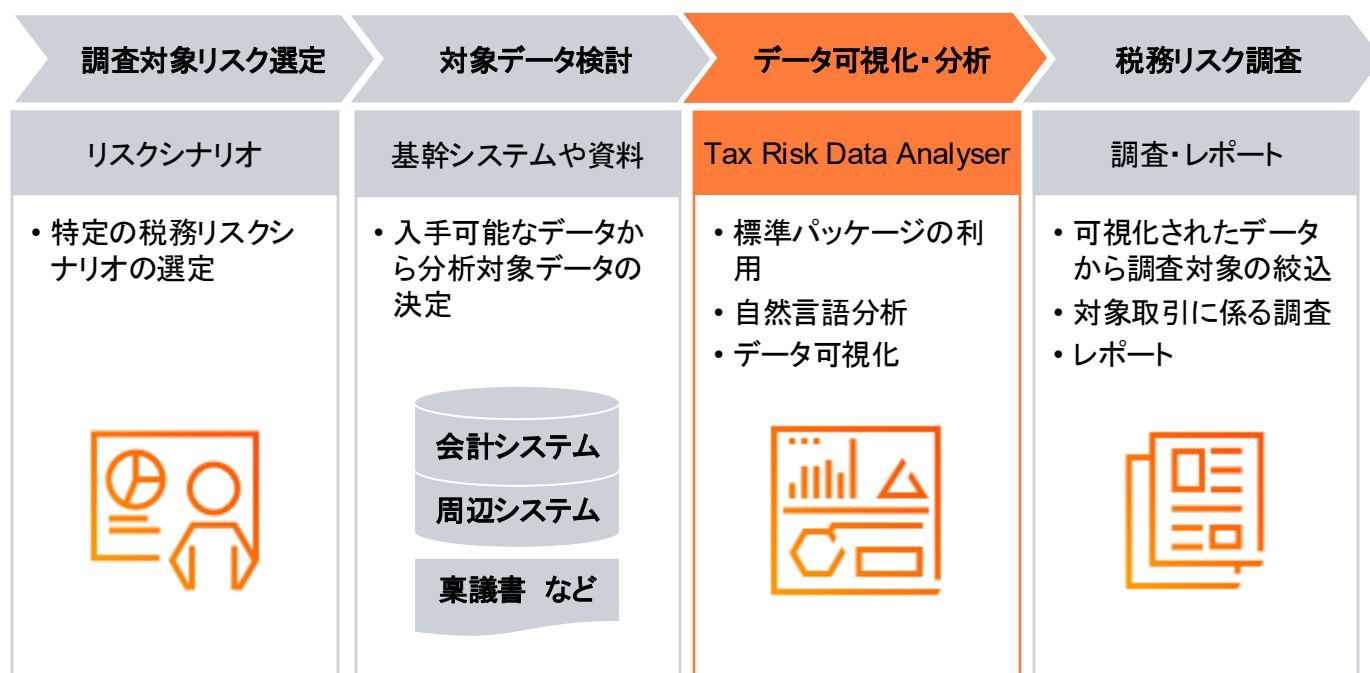 調査対象リスク選定
対象データ検討
データ可視化・分析
税務リスク調査
リスクシナリオ
・特定の税務リスクシ
ナリオの選定
基幹システムや資料
・入手可能なデータか
ら分析対象データの
決定
会計システム
周辺システム
稟議書 など
Tax Risk Data Analyser
・標準パッケージの利
用
・自然言語分析
・データ可視化
調査・レポート
・可視化されたデータ
から調査対象の絞込
・対象取引に係る調査
・レポート